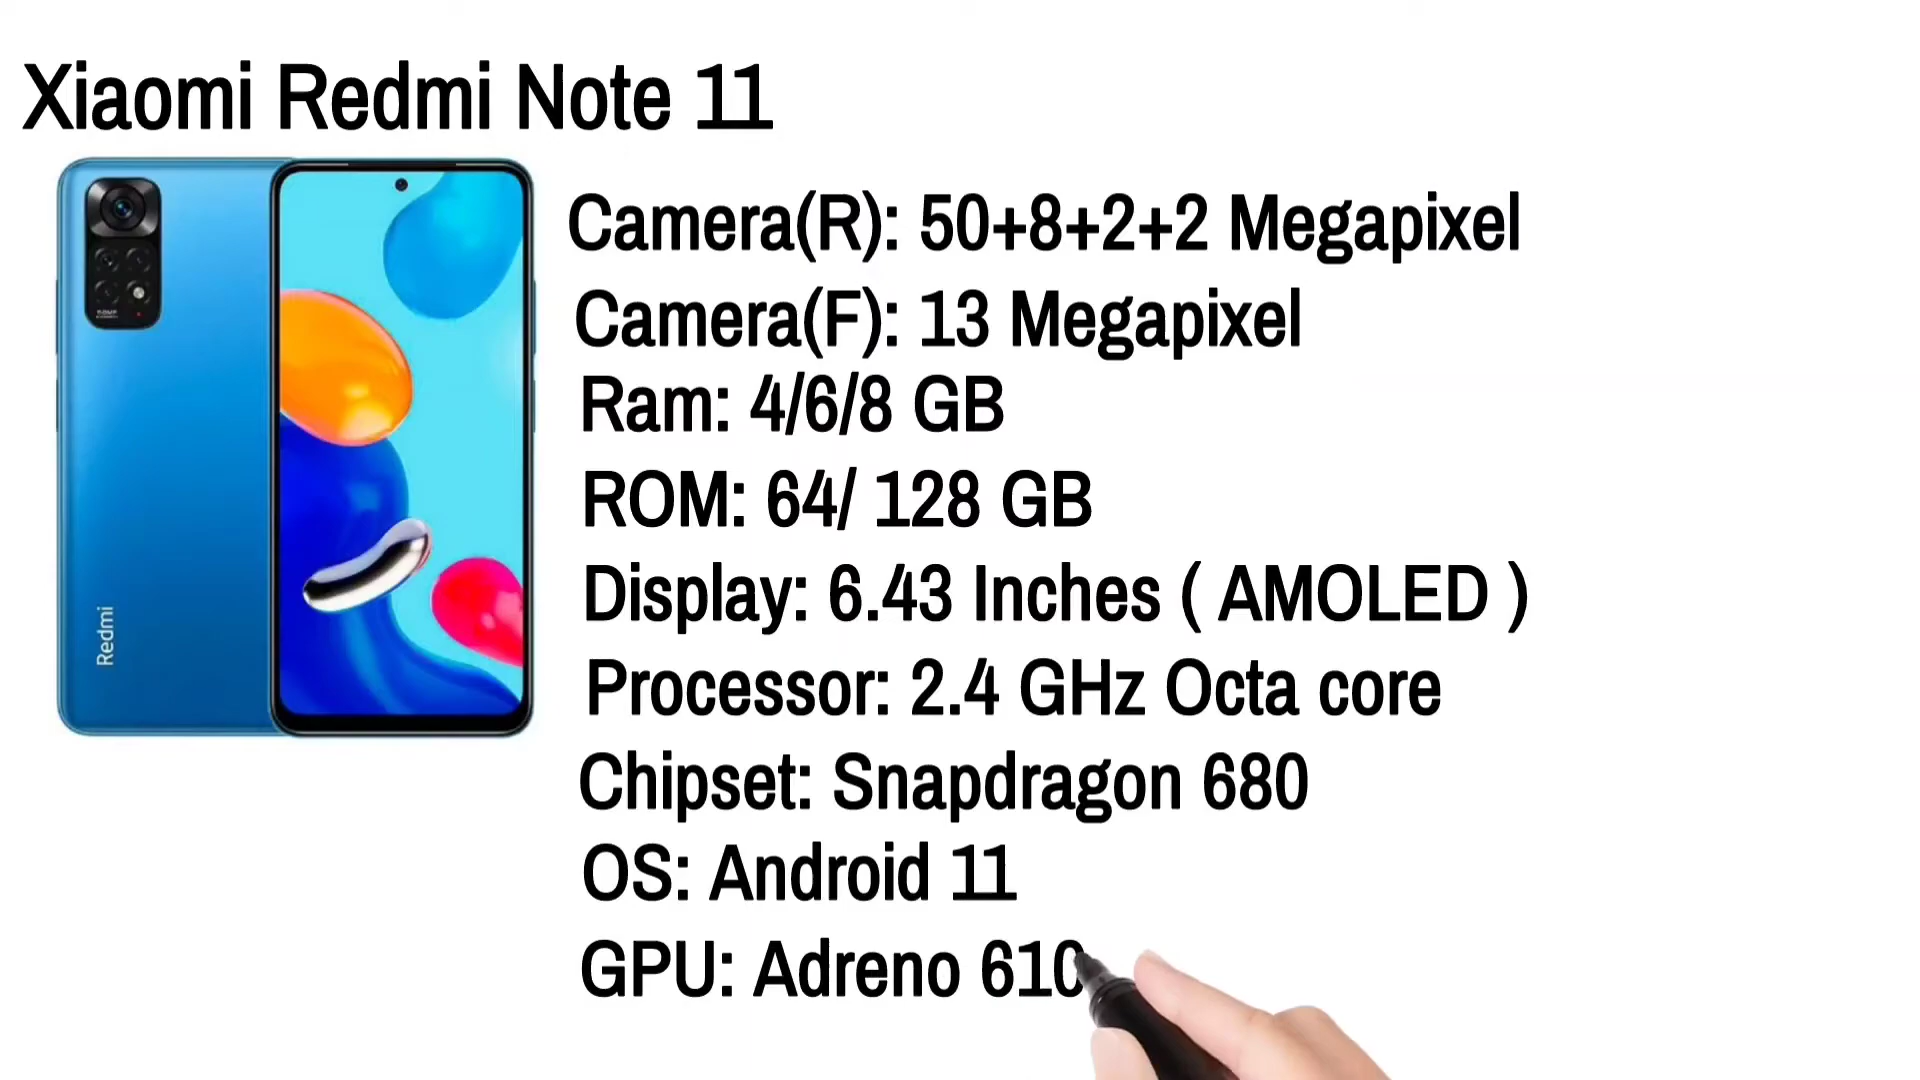 Xiaomi Redmi Note 11
Camera(R): 50+8+2+2 Megapixel
Camera(F): 13 Megapixel
Ram: 4/6/8 GB
ROM: 64/ 128 GB
Display: 6.43 Inches ( AMOLED )
Processor: 2.4 GHz Octa core
Chipset: Snapdragon 680
OS: Android 11
GPU: Adreno 610
Redmi